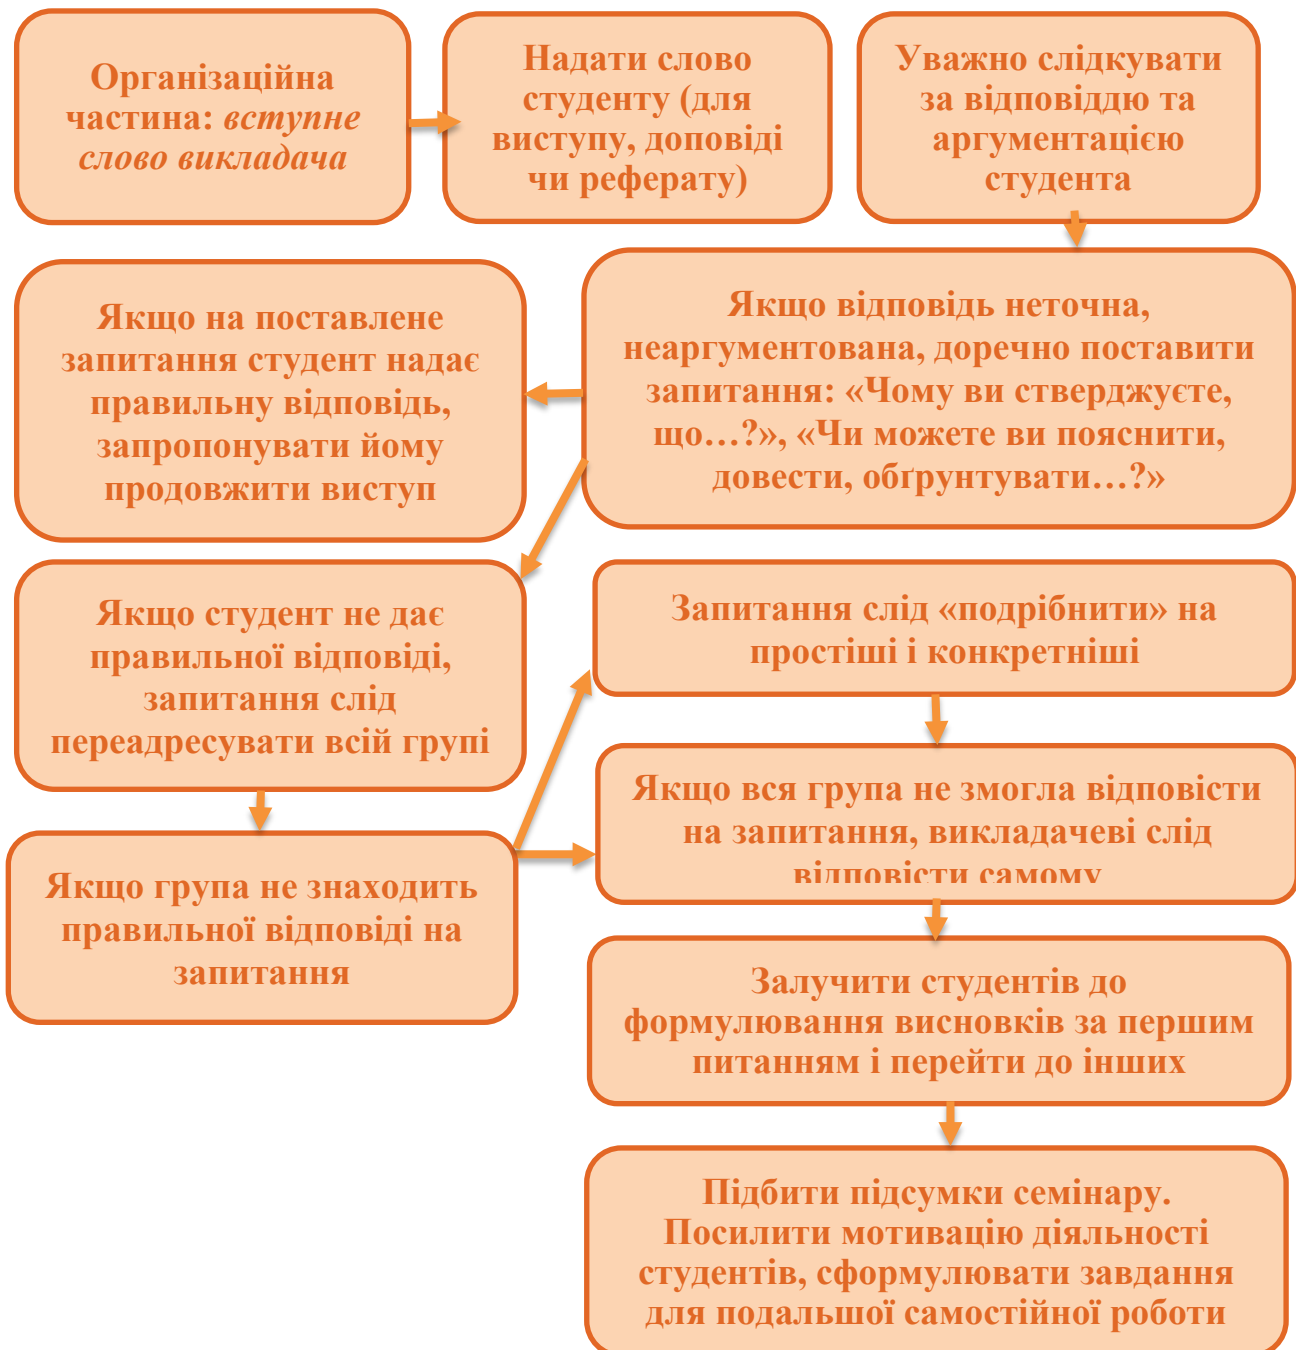 Організаційна
частина: вступне
слово викладача
Надати слово
студенту (для
виступу, доповіді
чи реферату)
Уважно слідкувати
за відповіддю та
аргументацією
студента
Якщо на поставлене
запитання студент надає
правильну відповідь,
запропонувати йому
продовжити виступ
Якщо відповідь неточна,
неаргументована, доречно поставити
запитання: «Чому ви стверджуєте,
що…?», «Чи можете ви пояснити,
довести, обґрунтувати…?»
Якщо студент не дає
правильної відповіді,
запитання слід
переадресувати всій групі
Запитання слід «подрібнити» на
простіші і конкретніші
Якщо вся група не змогла відповісти
на запитання, викладачеві слід
відповісти самому
Якщо група не знаходить
правильної відповіді на
запитання
Залучити студентів до
формулювання висновків за першим
питанням і перейти до інших
Підбити підсумки семінару.
Посилити мотивацію діяльності
студентів, сформулювати завдання
для подальшої самостійної роботи